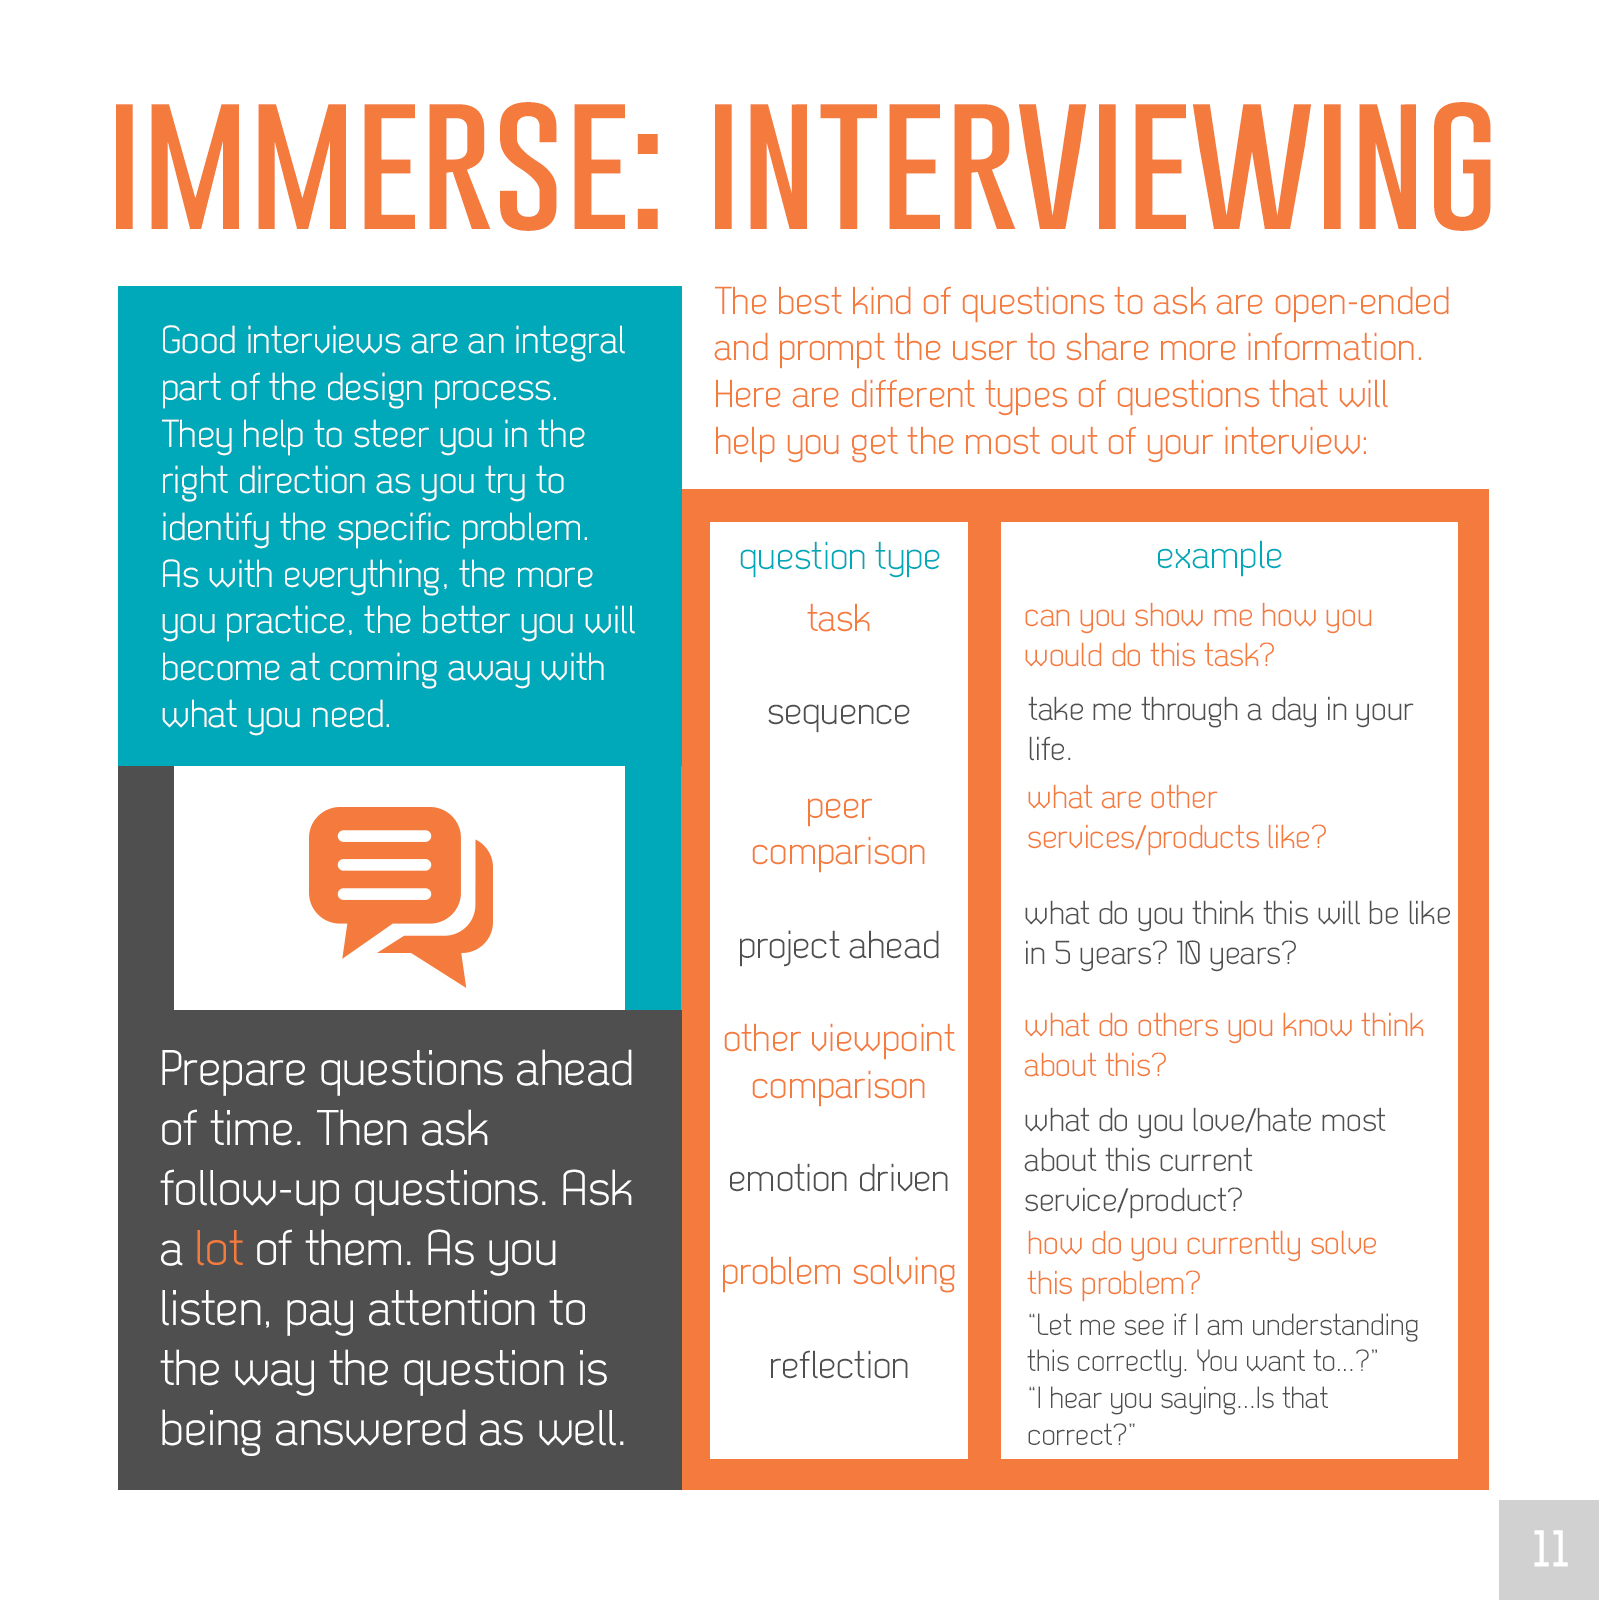 IMMERSE: INTERVIEWING
Good interviews are an integral
part of the design process.
They help to steer you in the
right direction as you try to
identify the specific problem.
As with everything, the more
you practice, the better you will
become at coming away with
what you need.
Prepare questions ahead
of time. Then ask
follow-up questions. Ask
a lot of them. As you
listen, pay attention to
the way the question is
being answered as well.
The best kind of questions to ask are open-ended
and prompt the user to share more information.
Here are different types of questions that will
help you get the most out of your interview:
question type
example
task
can you show me how you
would do this task?
sequence
take me through a day in your
life.
peer
comparison
what are other
services/products like?
project ahead
what do you think this will be like
in 5 years? 10 years?
other viewpoint
comparison
what do others you know think
about this?
emotion driven
what do you love/hate most
about this current
service/product?
problem solving
how do you currently solve
this problem?
reflection
“Let me see if I am understanding
this correctly. You want to...?”
“I hear you saying...Is that
correct?”
11